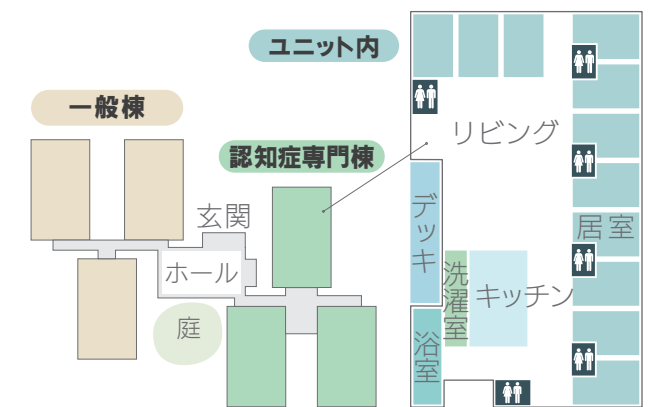 ユニット内
一般棟
認知症専門棟
リビング
玄関
デッキ
居室
ホール
洗濯室
キッチン
庭
浴室